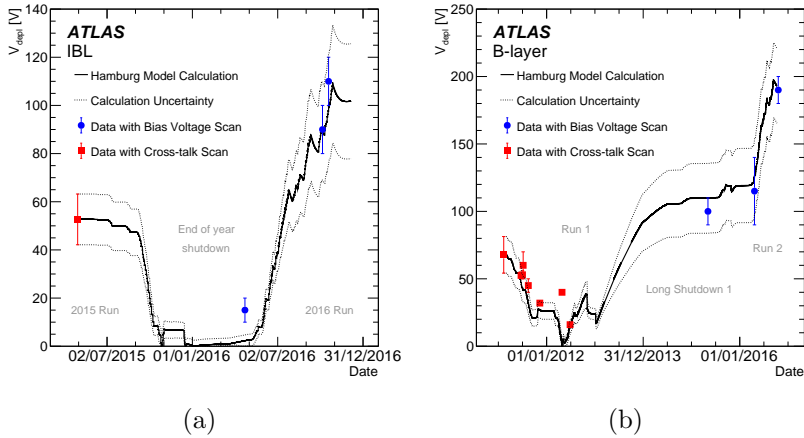 V_depl [V]
140
120
100
80
60
40
20
0
ATLAS
IBL
Hamburg Model Calculation
Calculation Uncertainty
Data with Bias Voltage Scan
Data with Cross-talk Scan
End of year
shutdown
2015 Run
2016 Run
02/07/2015
01/01/2016
02/07/2016
31/12/2016
Date
(a)
V_depl [V]
250
200
150
100
50
0
ATLAS
B-layer
Hamburg Model Calculation
Calculation Uncertainty
Data with Bias Voltage Scan
Data with Cross-talk Scan
Run 1
Run 2
Long Shutdown 1
01/01/2012
31/12/2013
01/01/2016
Date
(b)